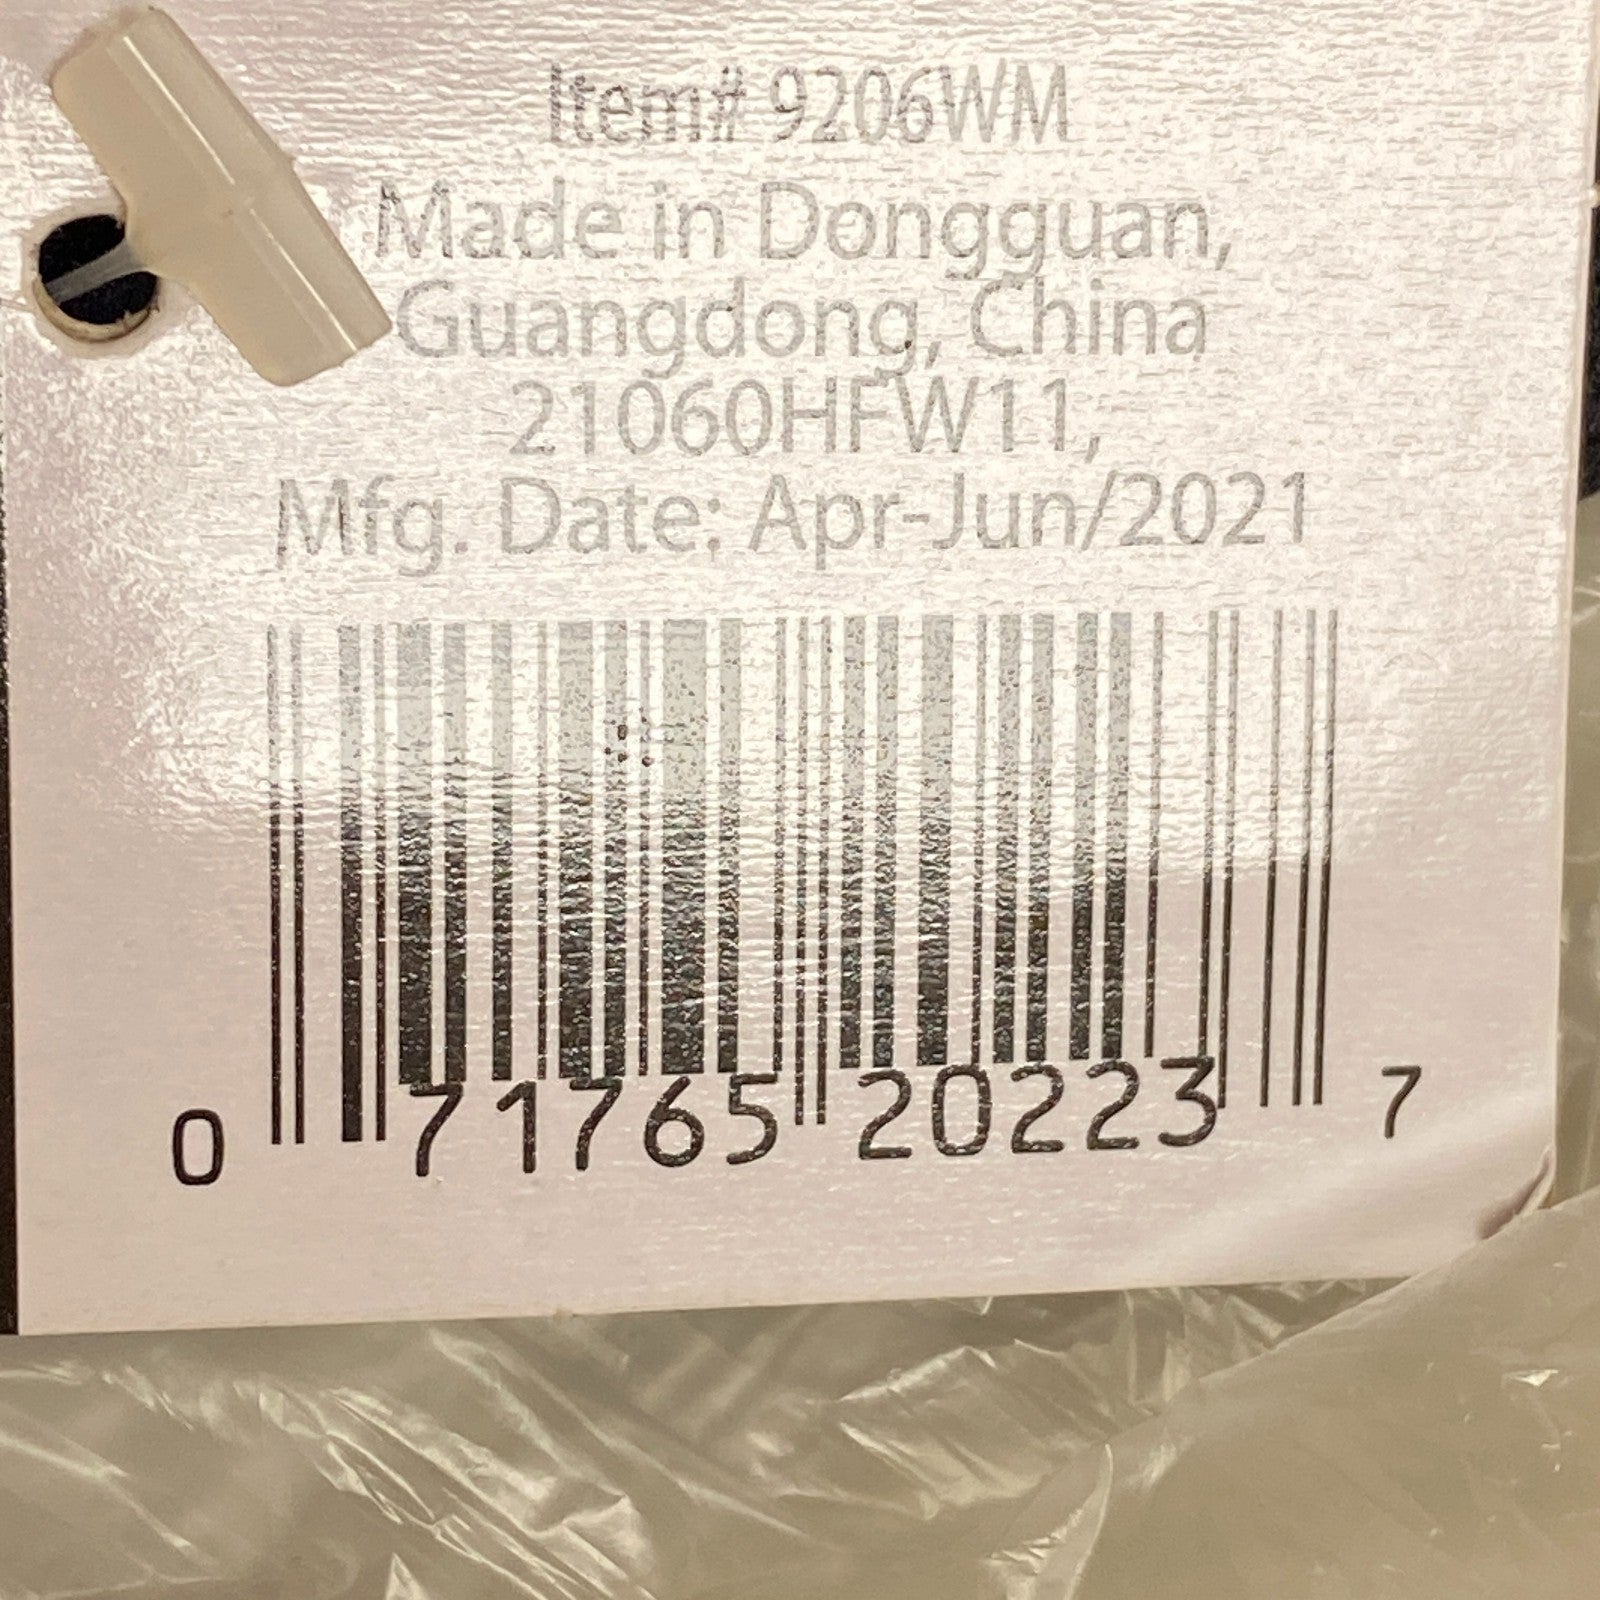 Item# 9206WM
Made in Dongguan,
Guangdong, China
21060HFW11,
Mfg. Date: Apr-Jun/2021
0 71765 20223 7